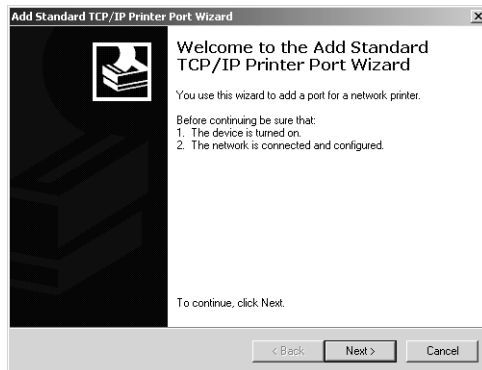 Add Standard TCP/IP Printer Port Wizard
Welcome to the Add Standard
TCP/IP Printer Port Wizard
You use this wizard to add a port for a network printer.
Before continuing be sure that:
1. The device is turned on.
2. The network is connected and configured.
To continue, click Next.
< Back Next > Cancel